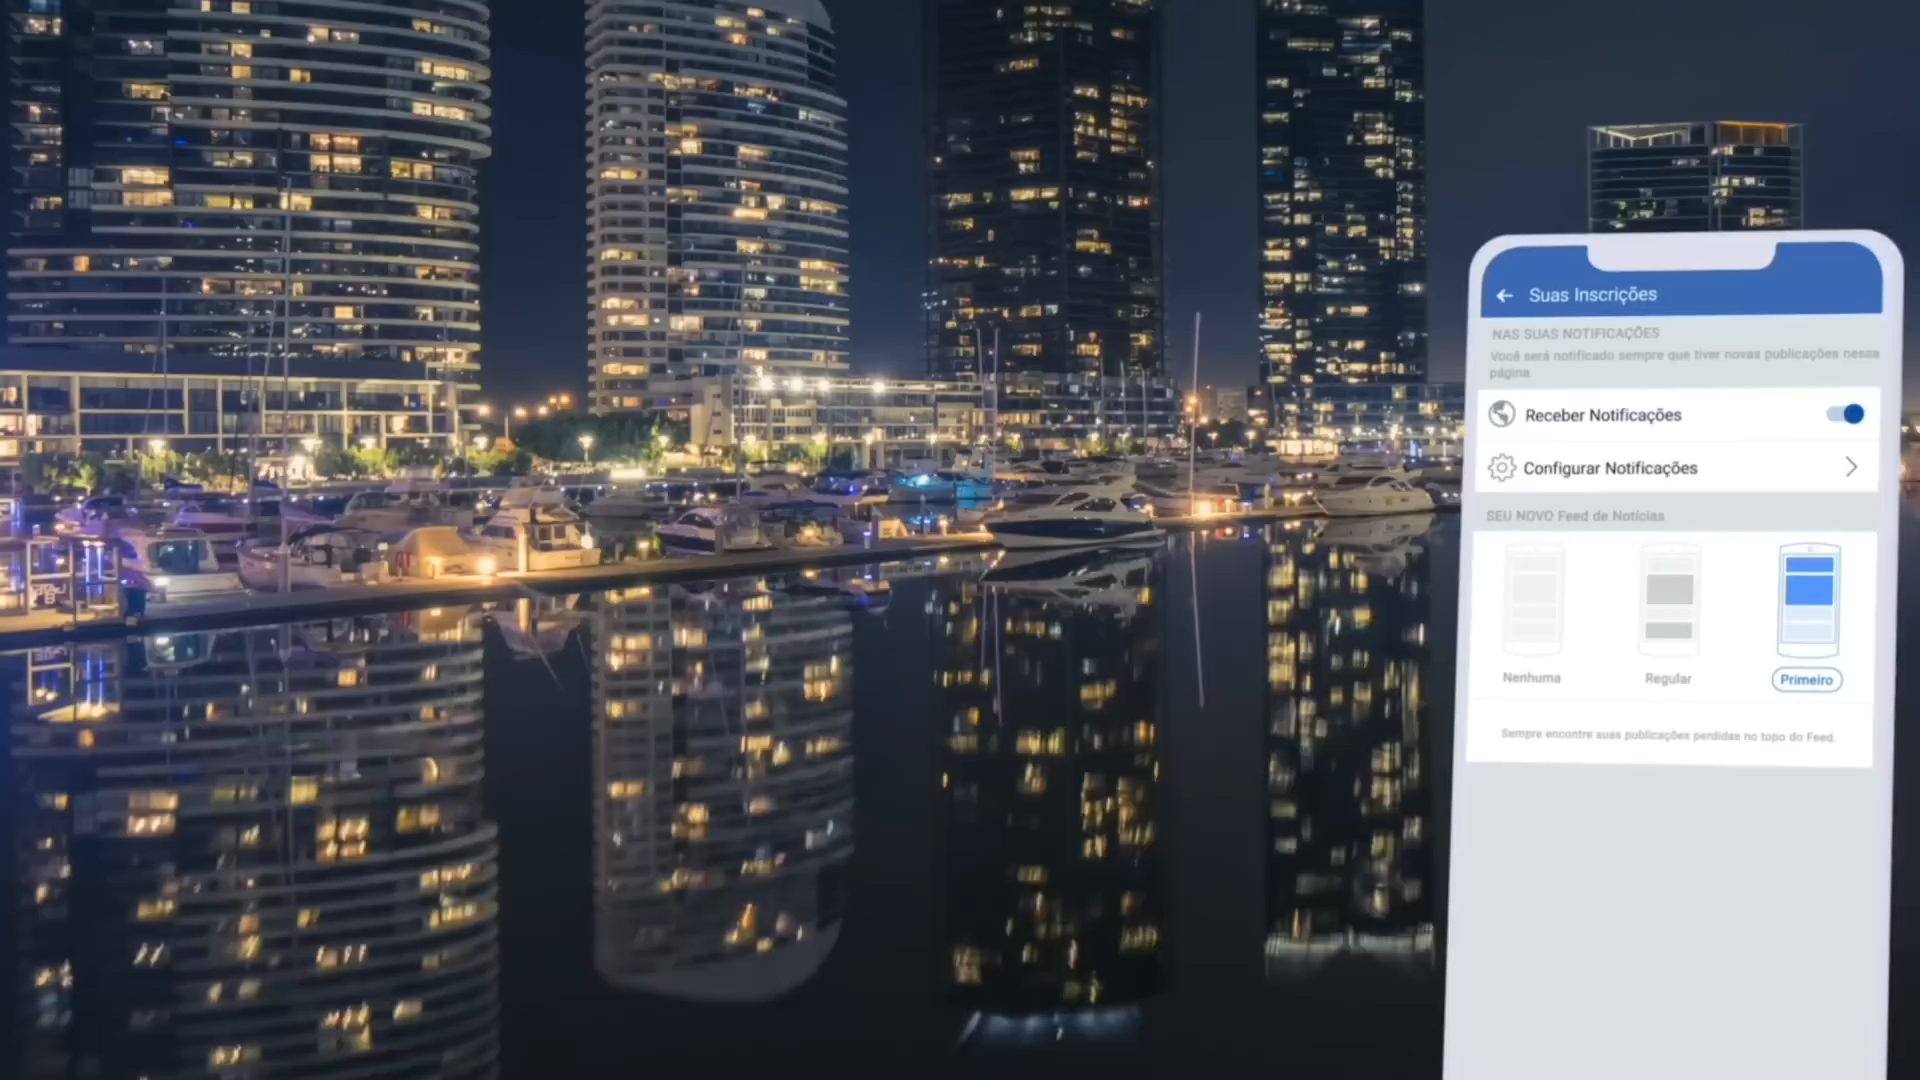 Suas Inscrições
NAS SUAS NOTIFICAÇÕES
Você será notificado sempre que tiver novas publicações nessa
página.
Receber Notificações
Configurar Notificações
SEU NOVO Feed de Notícias
Nenhuma
Regular
Primeiro
Sempre encontre suas publicações perdidas no topo do Feed.